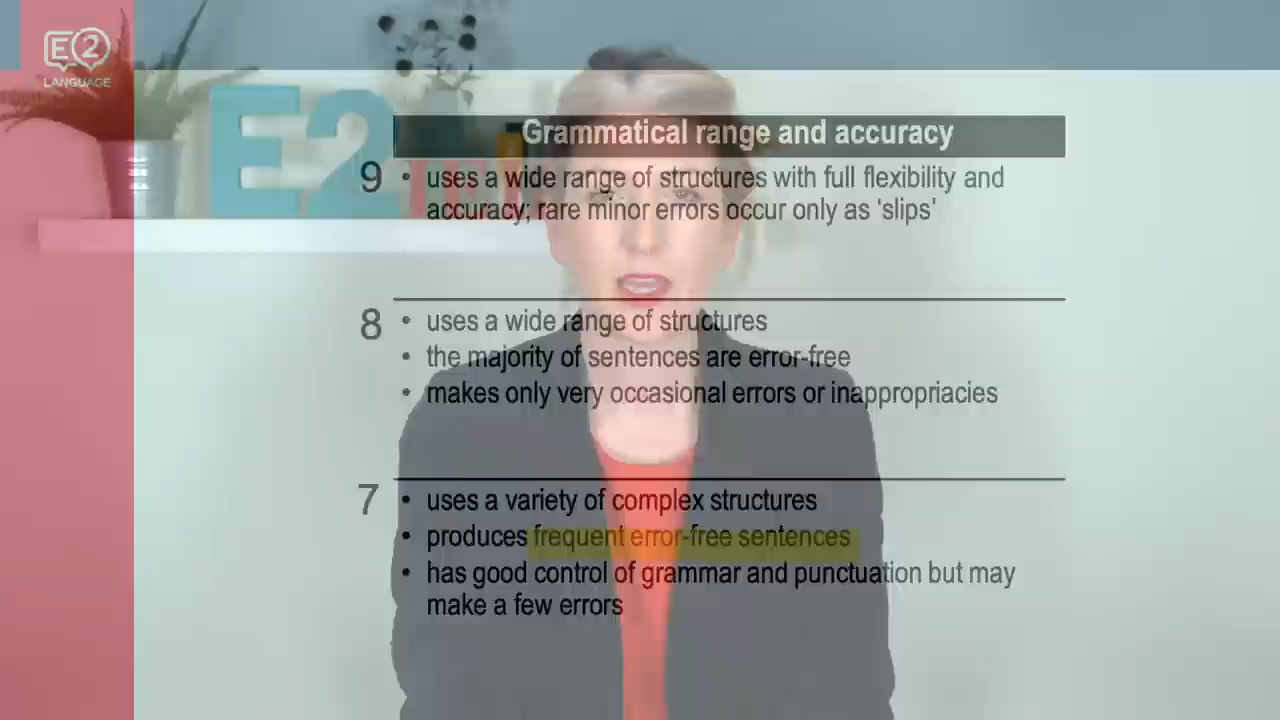 E2
LANGUAGE
E2
Grammatical range and accuracy
9
• uses a wide range of structures with full flexibility and
accuracy; rare minor errors occur only as ‘slips’
8
• uses a wide range of structures
• the majority of sentences are error-free
• makes only very occasional errors or inappropriacies
7
• uses a variety of complex structures
• produces frequent error-free sentences
• has good control of grammar and punctuation but may
make a few errors